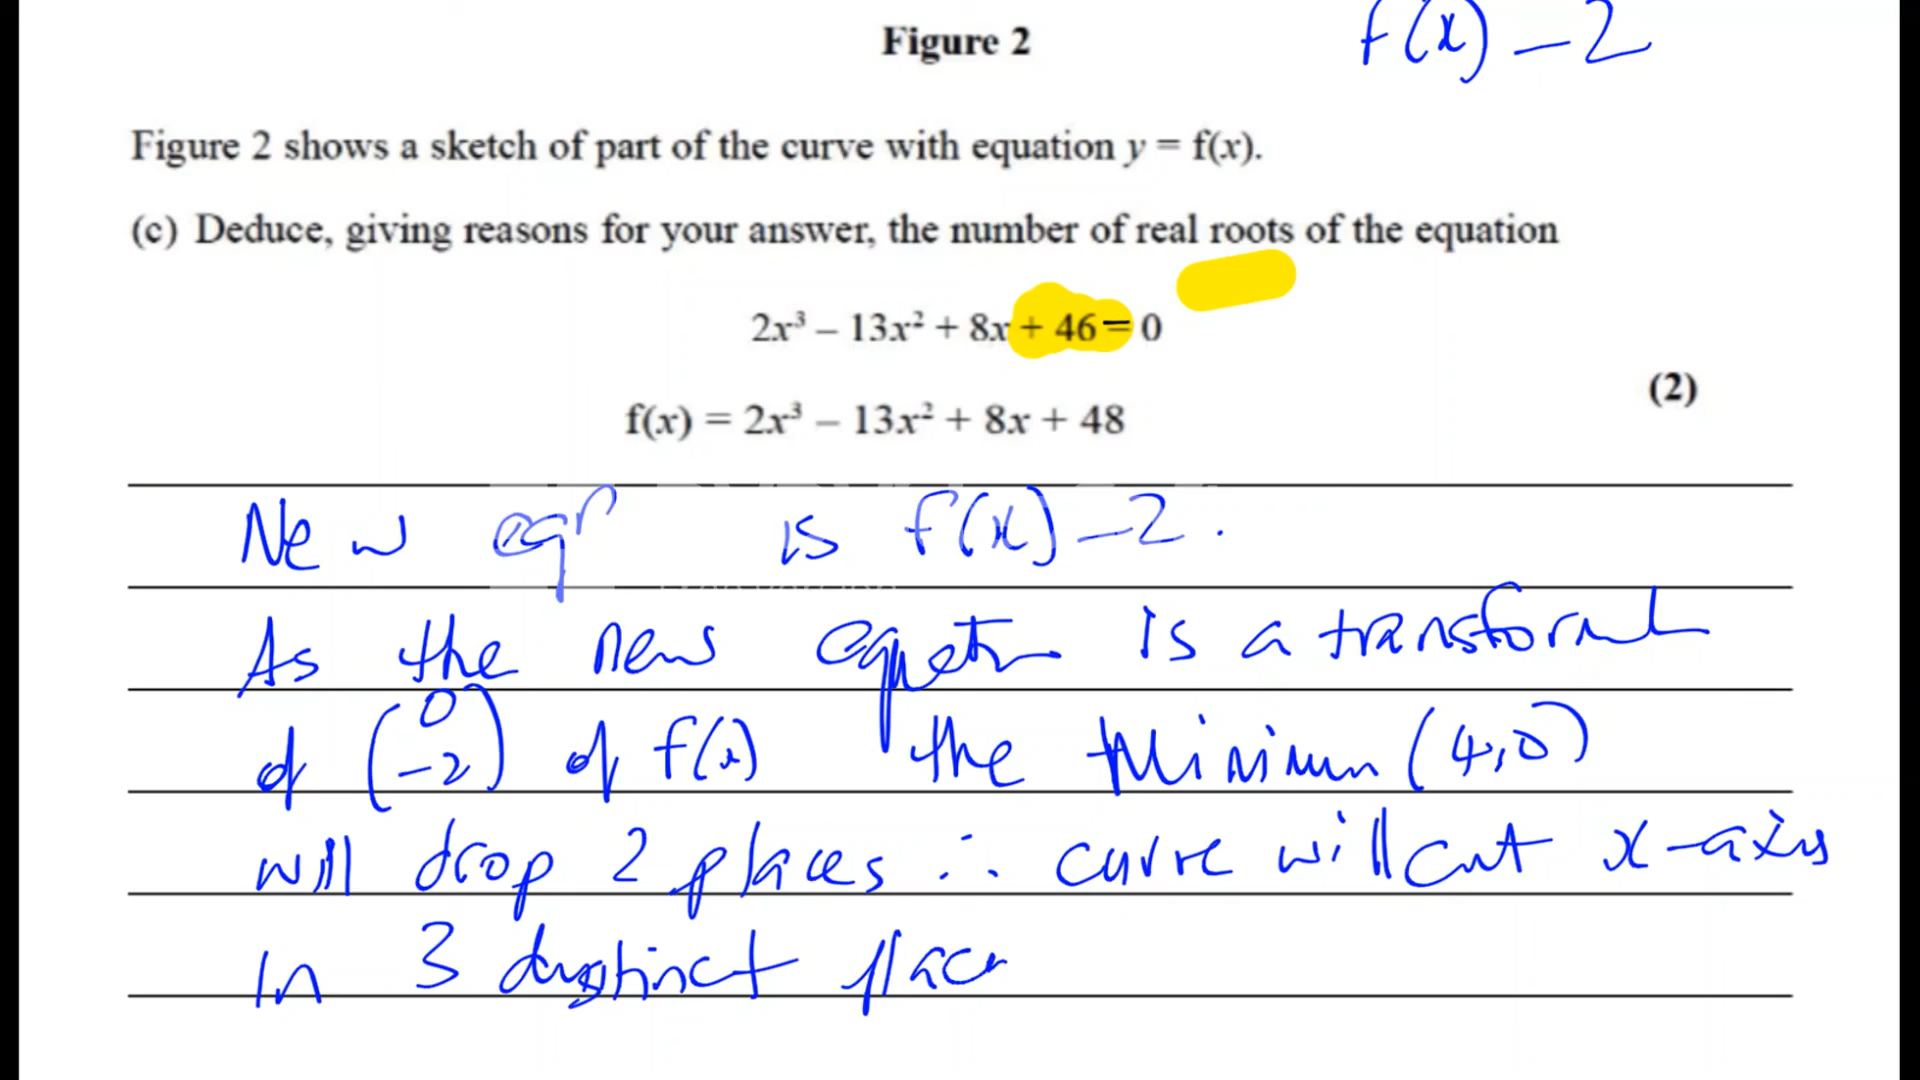 Figure 2
f(x) - 2
Figure 2 shows a sketch of part of the curve with equation y = f(x).
(c) Deduce, giving reasons for your answer, the number of real roots of the equation
2x³ – 13x² + 8x + 46 = 0
(2)
f(x) = 2x³ – 13x² + 8x + 48
New eqn is f(x) - 2.
As the new is a
of (0 -2) of f(x) the Minimum (4,0)
will drop 2 places ∴ curve will cut x-axis
in 3 distinct